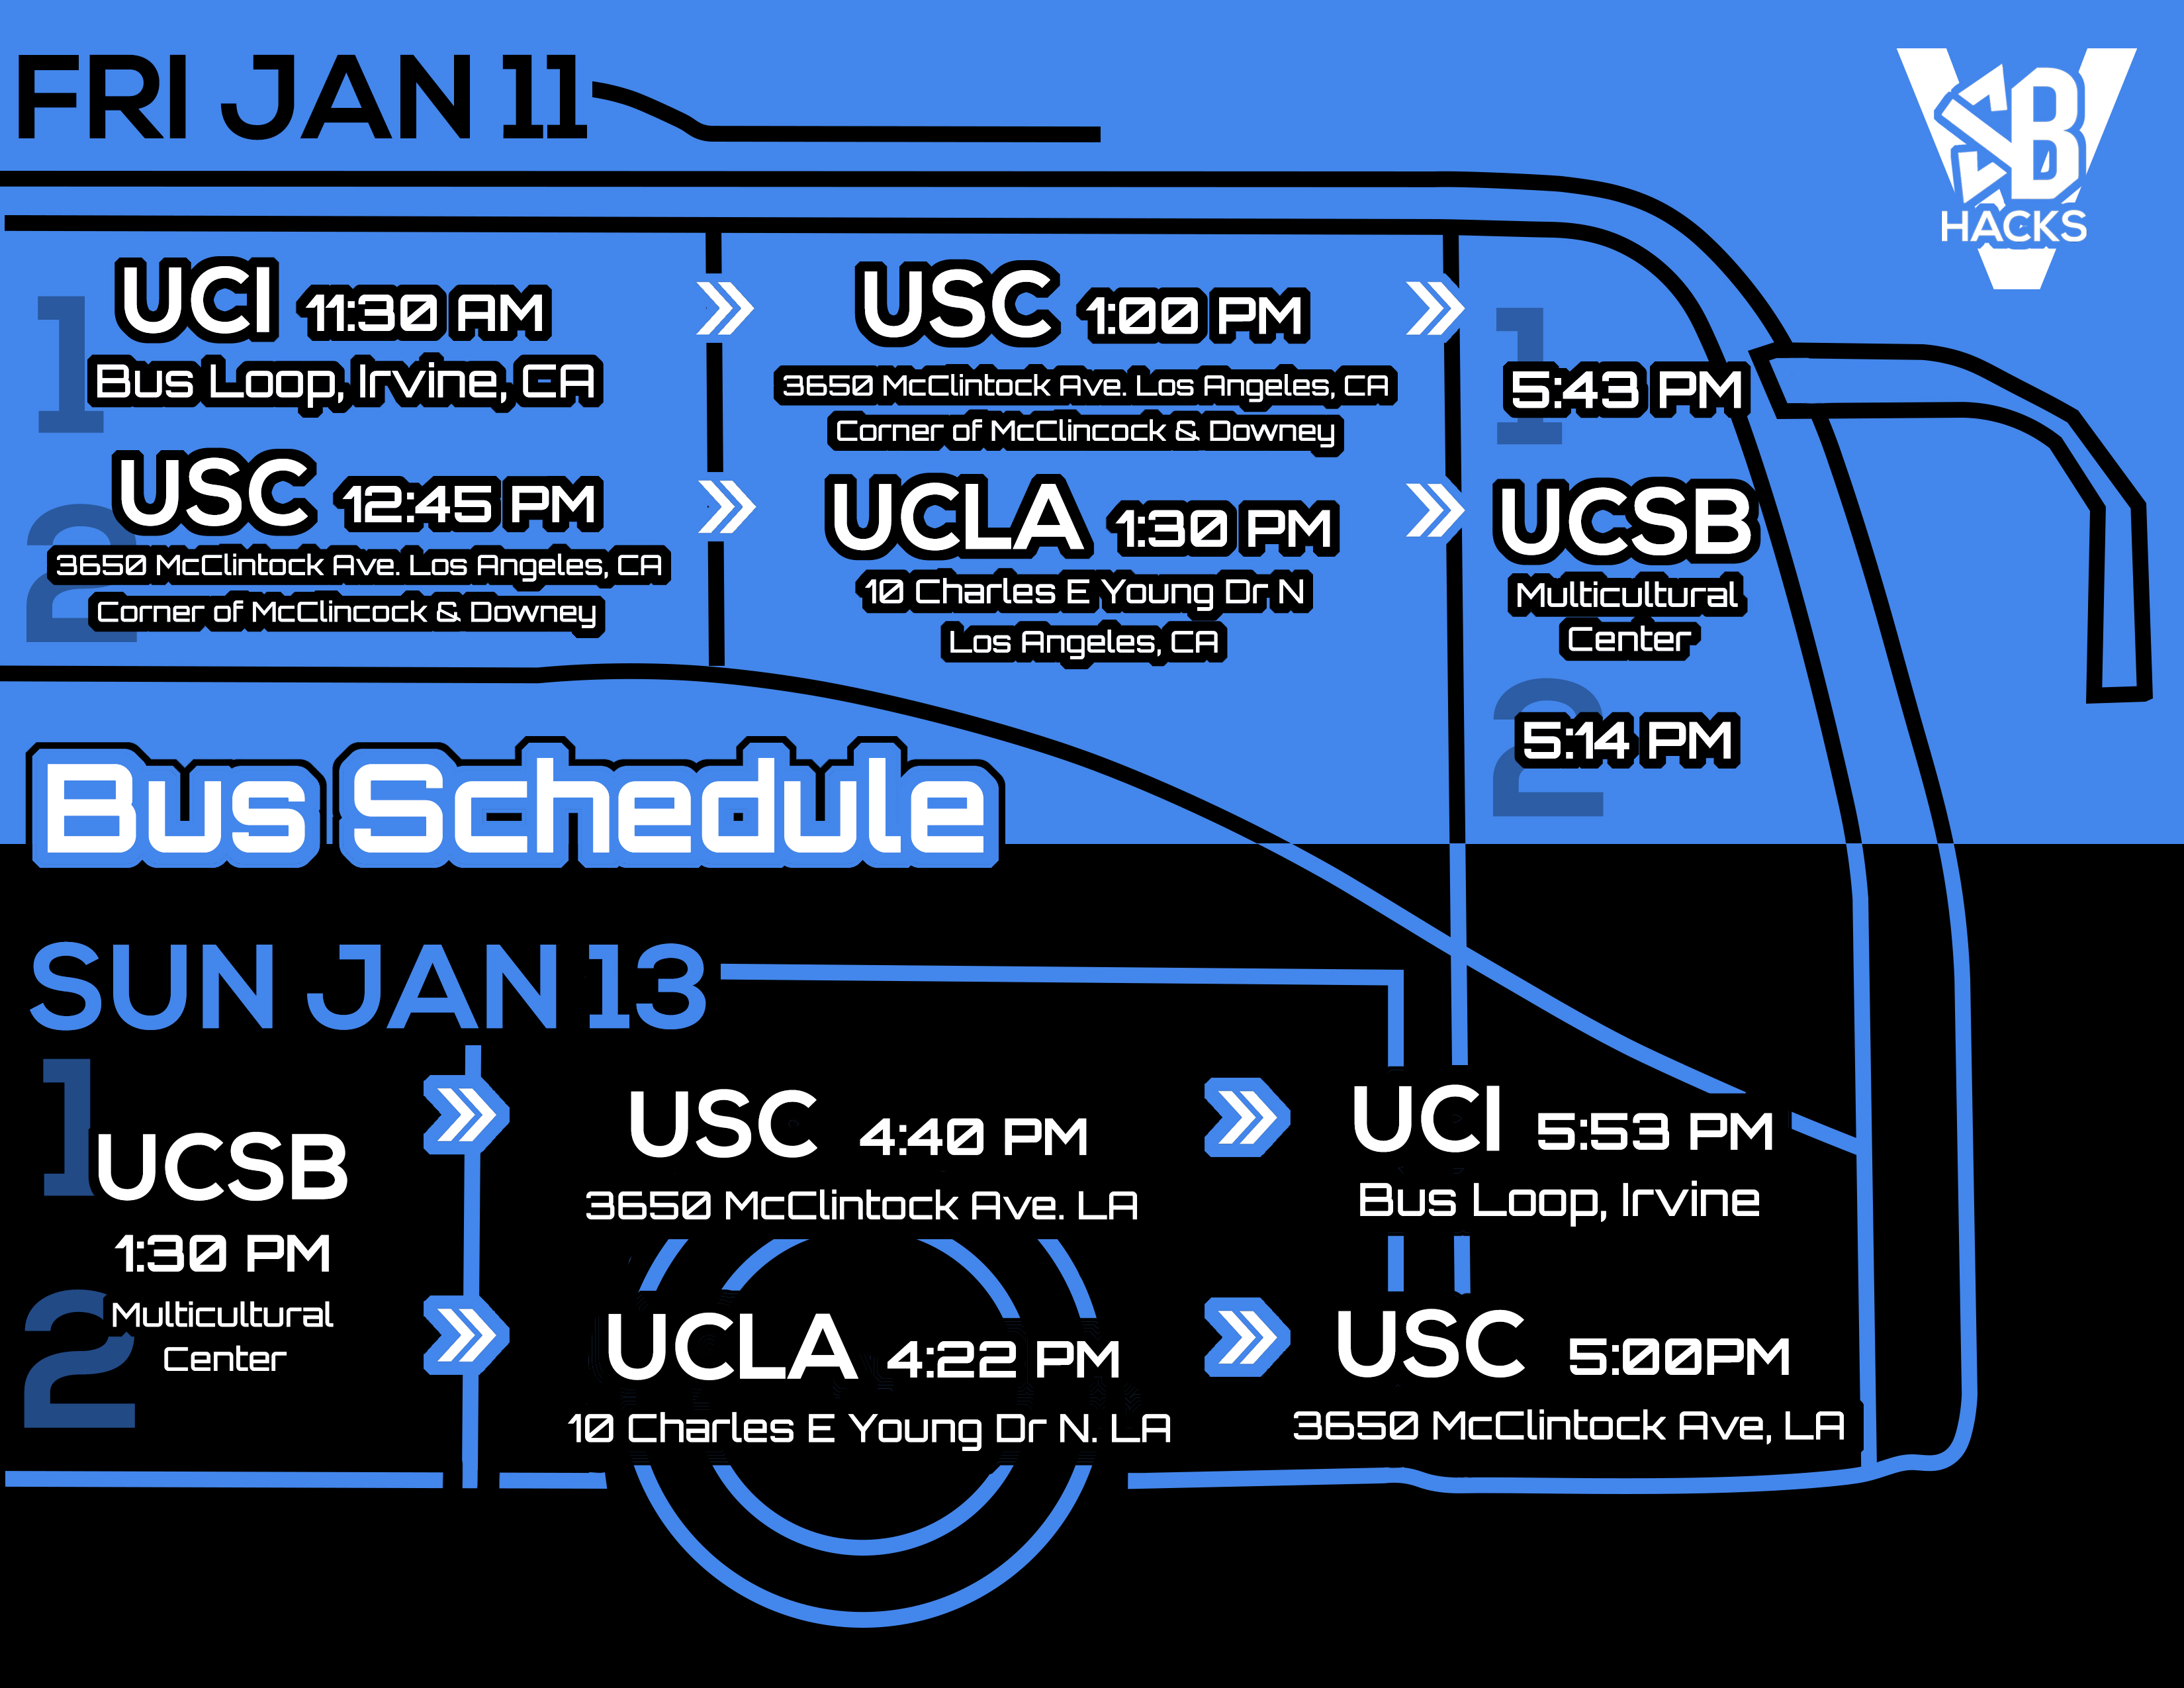 FRI JAN 11
SB
HACKS
1
UCI 11:30 AM
Bus Loop, Irvine, CA
USC 1:00 PM
3650 McClintock Ave. Los Angeles, CA
Corner of McClincock & Downey
2
USC 12:45 PM
3650 McClintock Ave. Los Angeles, CA
Corner of McClincock & Downey
UCLA 1:30 PM
10 Charles E Young Dr N
Los Angeles, CA
1
5:43 PM
UCSB
Multicultural
Center
2
5:14 PM
Bus Schedule
SUN JAN 13
1
UCSB
1:30 PM
2
Multicultural
Center
USC 4:40 PM
3650 McClintock Ave. LA
UCI 5:53 PM
Bus Loop, Irvine
UCLA 4:22 PM
10 Charles E Young Dr N. LA
USC 5:00PM
3650 McClintock Ave, LA